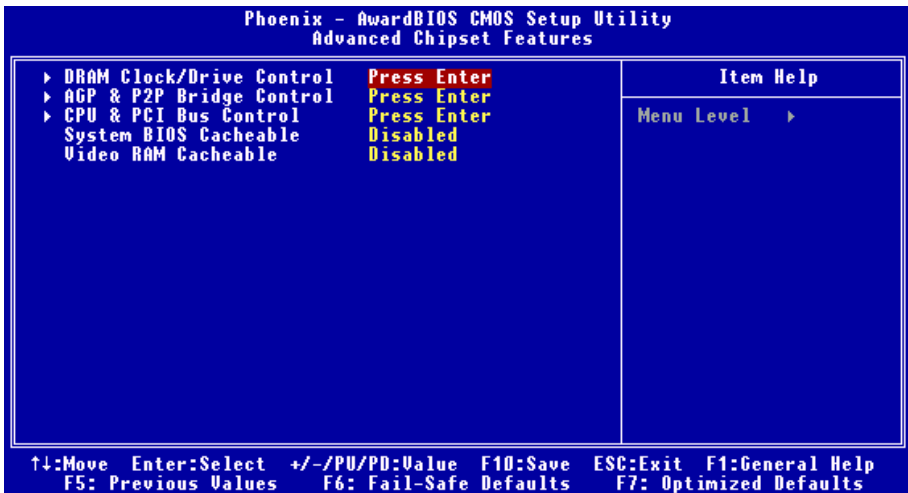 Phoenix - AwardBIOS CMOS Setup Utility
Advanced Chipset Features
▸ DRAM Clock/Drive Control Press Enter
▸ AGP & P2P Bridge Control Press Enter
▸ CPU & PCI Bus Control Press Enter
System BIOS Cacheable Disabled
Video RAM Cacheable Disabled
Item Help
Menu Level ▸
↑↓:Move Enter:Select +/-/PU/PD:Value F10:Save ESC:Exit F1:General Help
F5: Previous Values F6: Fail-Safe Defaults F7: Optimized Defaults